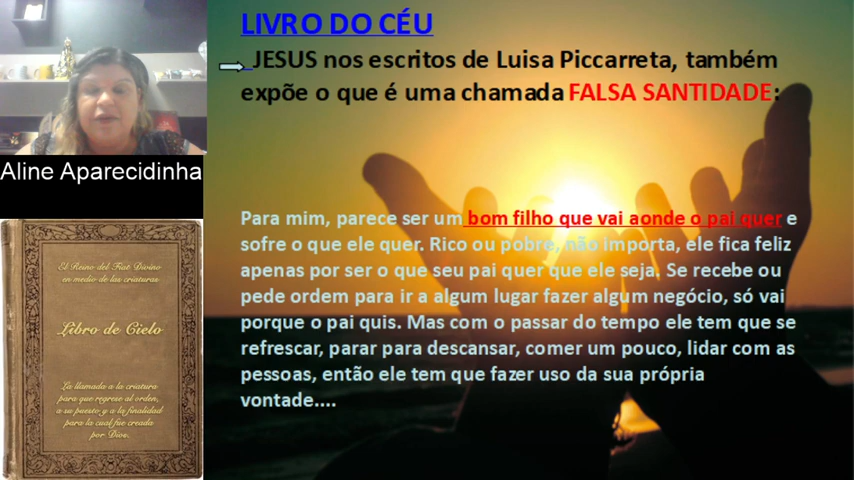 LIVRO DO CÉU
JESUS nos escritos de Luisa Piccarreta, também
expõe o que é uma chamada FALSA SANTIDADE:
Aline Aparecidinha
Para mim, parece ser um bom filho que vai aonde o pai quer e
sofre o que ele quer. Rico ou pobre, não importa, ele fica feliz
apenas por ser o que seu pai quer que ele seja. Se recebe ou
pede ordem para ir a algum lugar fazer algum negócio, só vai
porque o pai quis. Mas com o passar do tempo ele tem que se
refrescar, parar para descansar, comer um pouco, lidar com as
pessoas, então ele tem que fazer uso da sua própria
vontade....
El Reino del Fiat Divino
en medio de las criaturas
Libro de Cielo
La llamada a la criatura
para que regrese al orden,
a su puesto y a la finalidad
para la cual fue creada
por Dios.